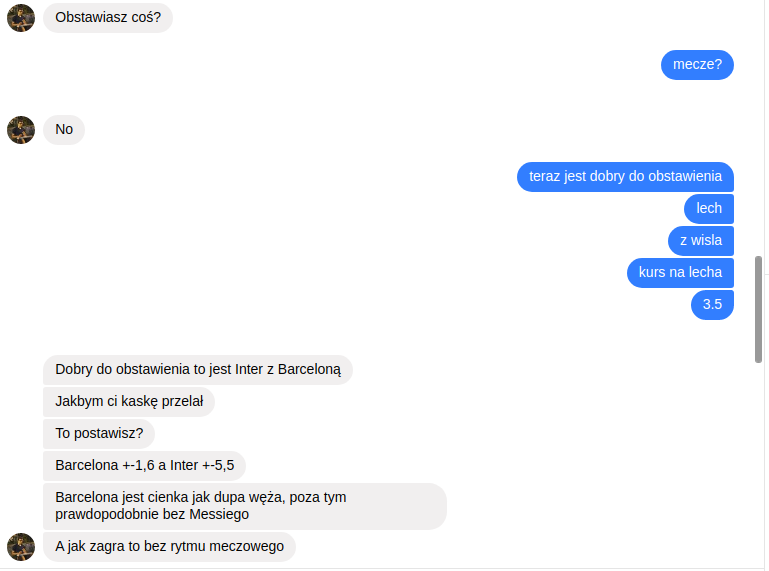 Obstawiasz coś?
mecze?
No
teraz jest dobry do obstawienia
lech
z wisla
kurs na lecha
3.5
Dobry do obstawienia to jest Inter z Barceloną
Jakbym ci kaskę przelał
To postawisz?
Barcelona +-1,6 a Inter +-5,5
Barcelona jest cienka jak dupa węża, poza tym
prawdopodobnie bez Messiego
A jak zagra to bez rytmu meczowego